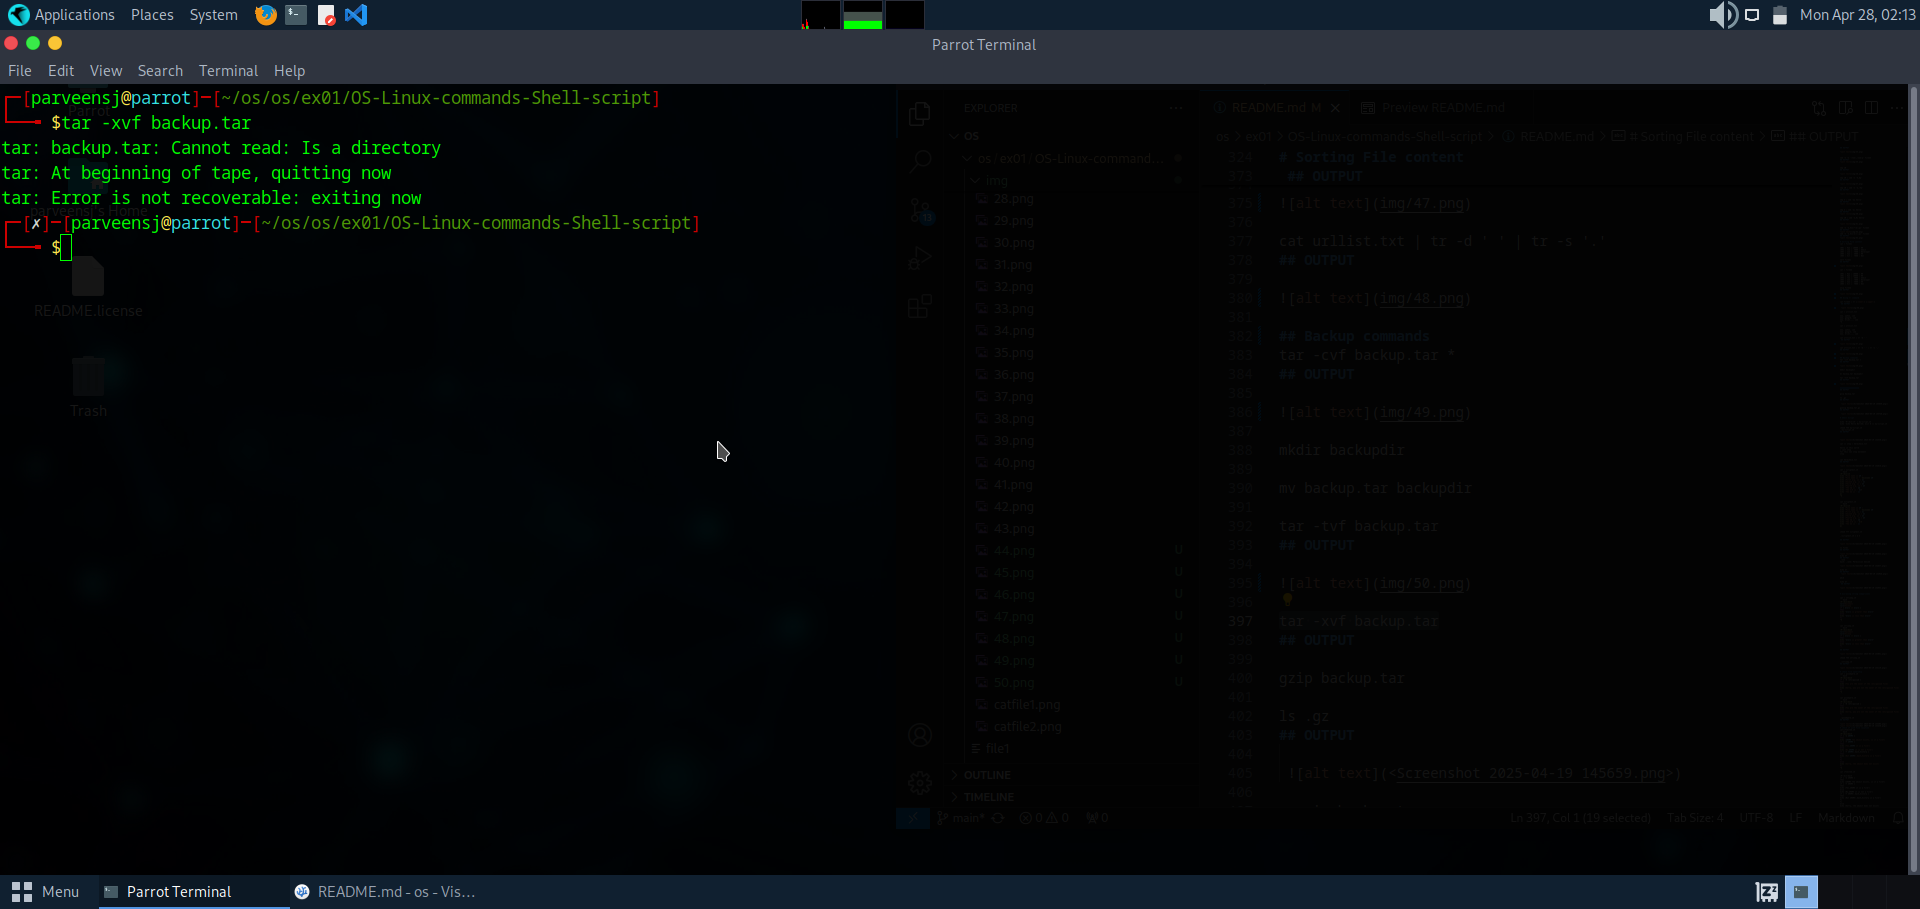 Applications Places System
Mon Apr 28, 02:13
Parrot Terminal
File Edit View Search Terminal Help
┌─[parveensj@parrot]─[~/os/os/ex01/OS-Linux-commands-Shell-script]
└──╼ $tar -xvf backup.tar
tar: backup.tar: Cannot read: Is a directory
tar: At beginning of tape, quitting now
tar: Error is not recoverable: exiting now
┌─[✗]─[parveensj@parrot]─[~/os/os/ex01/OS-Linux-commands-Shell-script]
└──╼ $
parveensj's Home
README.license
Trash
EXPLORER
OS
os / ex01 / OS-Linux-command...
img
28.png
29.png
30.png
31.png
32.png
33.png
34.png
35.png
36.png
37.png
38.png
39.png
40.png
41.png
42.png
43.png
44.png U
45.png U
46.png U
47.png U
48.png U
49.png U
50.png U
catfile1.png
catfile2.png
file1
OUTLINE
TIMELINE
README.md M
Preview README.md
os > ex01 > OS-Linux-commands-Shell-script > README.md > # Sorting File content > ## OUTPUT
324 # Sorting File content
373 ## OUTPUT
375 ![alt text](img/47.png)
376
377 cat urllist.txt | tr -d ' ' | tr -s '.'
378 ## OUTPUT
379
380 ![alt text](img/48.png)
381
382 ## Backup commands
383 tar -cvf backup.tar *
384 ## OUTPUT
385
386 ![alt text](img/49.png)
387
388 mkdir backupdir
389
390 mv backup.tar backupdir
391
392 tar -tvf backup.tar
393 ## OUTPUT
394
395 ![alt text](img/50.png)
396
397 tar -xvf backup.tar
398 ## OUTPUT
399
400 gzip backup.tar
401
402 ls .gz
403 ## OUTPUT
404
405 ![alt text](<Screenshot 2025-04-19 145659.png>)
406
main* 0 0 0
Ln 397, Col 1 (19 selected) Tab Size: 4 UTF-8 LF Markdown
Menu
Parrot Terminal
README.md - os - Vis...